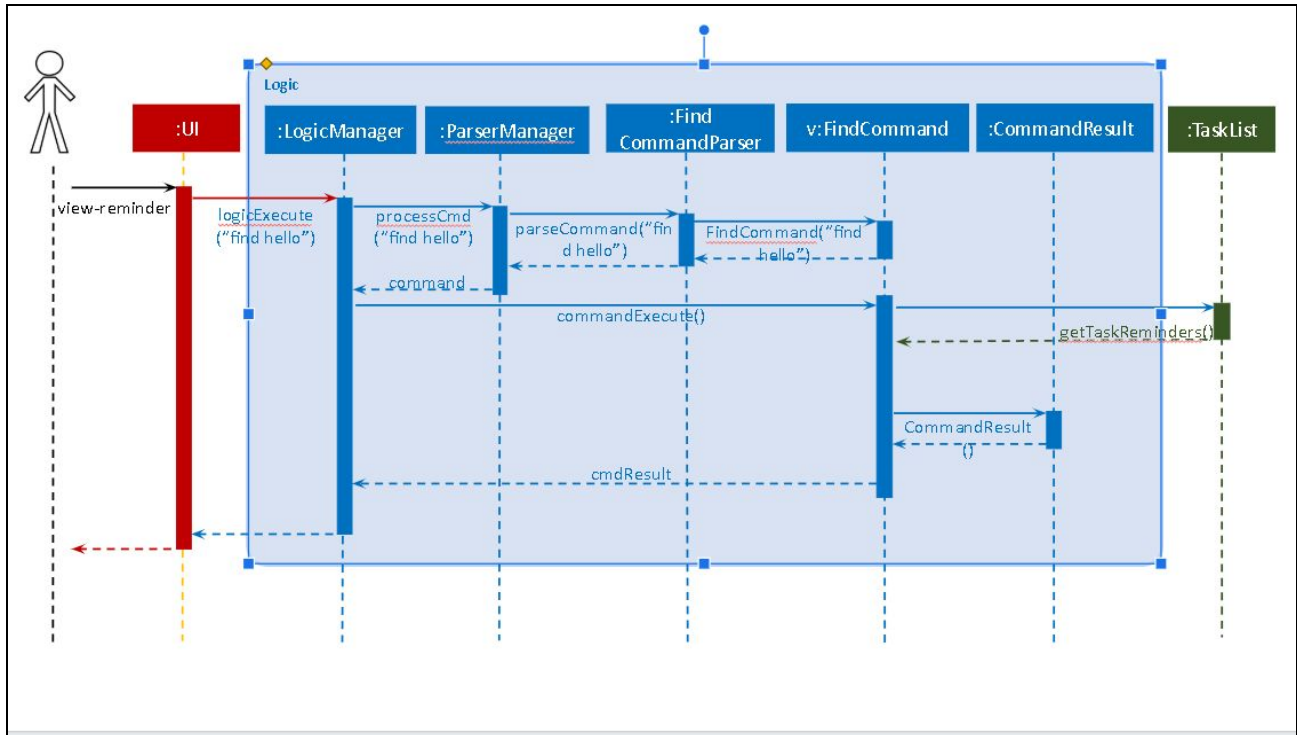 Logic
:UI
:LogicManager
:ParserManager
:Find
CommandParser
v:FindCommand
:CommandResult
:TaskList
view-reminder
logicExecute
("find hello")
processCmd
("find hello")
parseCommand("fin
d hello")
FindCommand("find
hello")
command
commandExecute()
getTaskReminders()
CommandResult
()
cmdResult